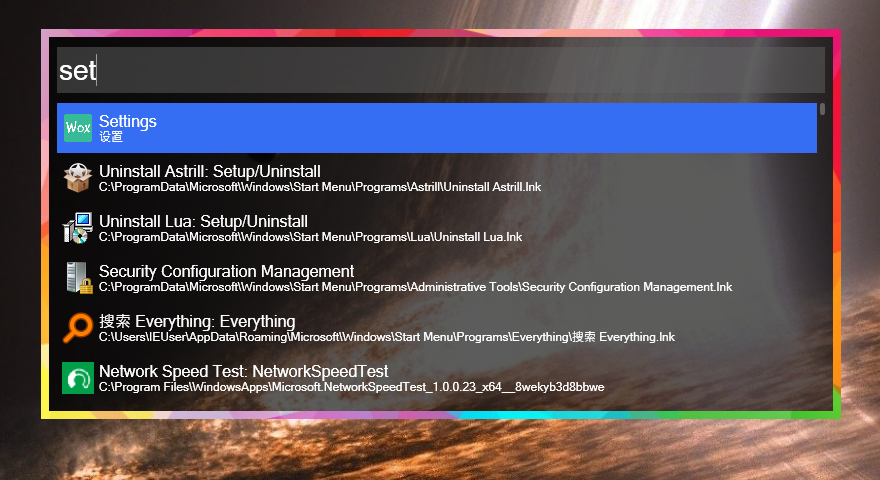 set
Wox
Settings
设置
Uninstall Astrill: Setup/Uninstall
C:\ProgramData\Microsoft\Windows\Start Menu\Programs\Astrill\Uninstall Astrill.lnk
Uninstall Lua: Setup/Uninstall
C:\ProgramData\Microsoft\Windows\Start Menu\Programs\Lua\Uninstall Lua.lnk
Security Configuration Management
C:\ProgramData\Microsoft\Windows\Start Menu\Programs\Administrative Tools\Security Configuration Management.lnk
搜索 Everything: Everything
C:\Users\IEUser\AppData\Roaming\Microsoft\Windows\Start Menu\Programs\Everything\搜索 Everything.lnk
Network Speed Test: NetworkSpeedTest
C:\Program Files\WindowsApps\Microsoft.NetworkSpeedTest_1.0.0.23_x64__8wekyb3d8bbwe